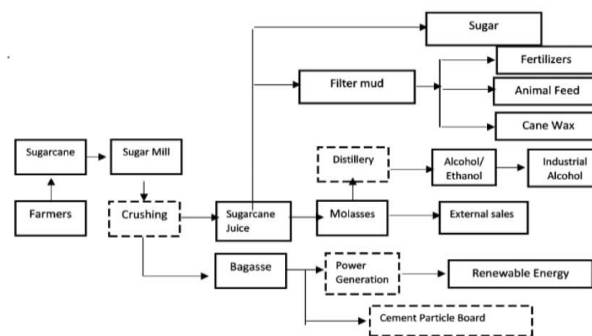 Sugar
Fertilizers
Filter mud
Animal Feed
Cane Wax
Sugarcane
Sugar Mill
Distillery
Alcohol/
Ethanol
Industrial
Alcohol
Farmers
Crushing
Sugarcane
Juice
Molasses
External sales
Bagasse
Power
Generation
Renewable Energy
Cement Particle Board